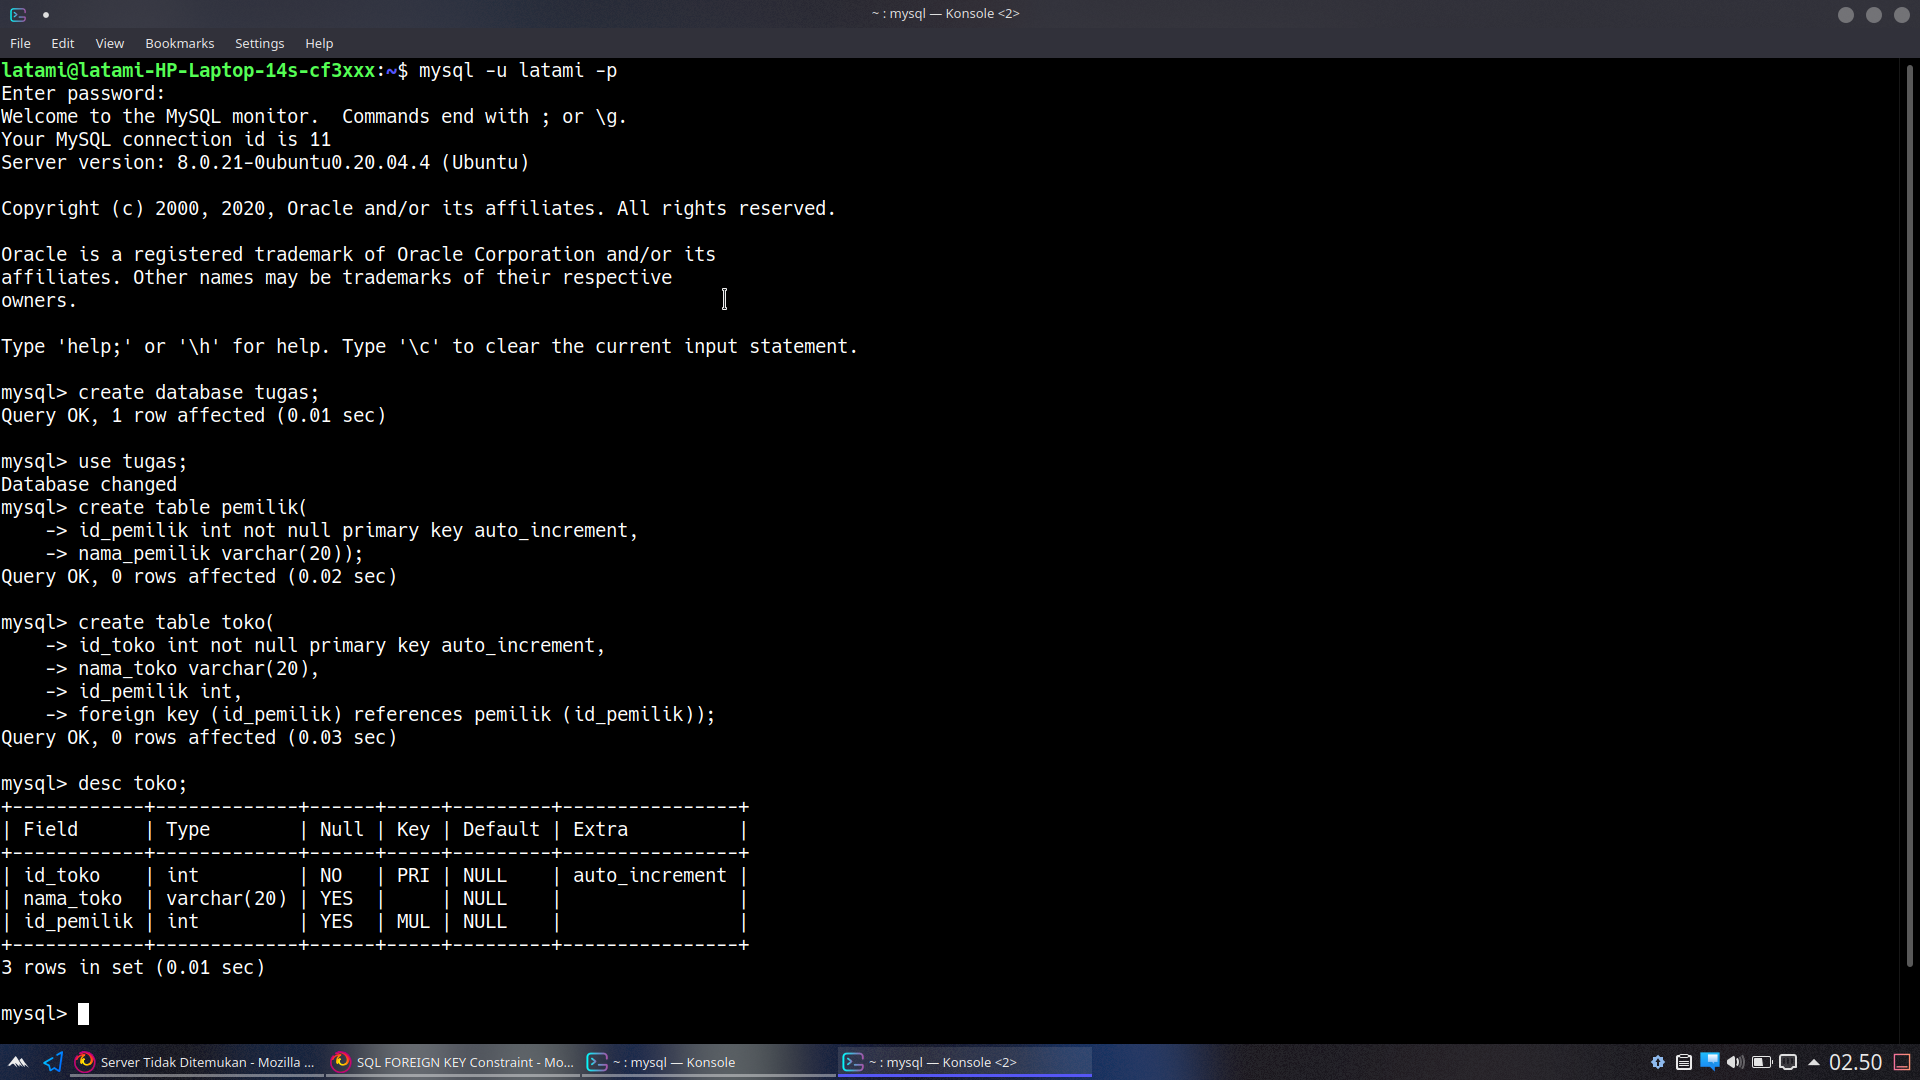 ~ : mysql — Konsole <2>
File Edit View Bookmarks Settings Help
latami@latami-HP-Laptop-14s-cf3xxx:~$ mysql -u latami -p
Enter password:
Welcome to the MySQL monitor.  Commands end with ; or \g.
Your MySQL connection id is 11
Server version: 8.0.21-0ubuntu0.20.04.4 (Ubuntu)

Copyright (c) 2000, 2020, Oracle and/or its affiliates. All rights reserved.

Oracle is a registered trademark of Oracle Corporation and/or its
affiliates. Other names may be trademarks of their respective
owners.

Type 'help;' or '\h' for help. Type '\c' to clear the current input statement.

mysql> create database tugas;
Query OK, 1 row affected (0.01 sec)

mysql> use tugas;
Database changed
mysql> create table pemilik(
    -> id_pemilik int not null primary key auto_increment,
    -> nama_pemilik varchar(20));
Query OK, 0 rows affected (0.02 sec)

mysql> create table toko(
    -> id_toko int not null primary key auto_increment,
    -> nama_toko varchar(20),
    -> id_pemilik int,
    -> foreign key (id_pemilik) references pemilik (id_pemilik));
Query OK, 0 rows affected (0.03 sec)

mysql> desc toko;
+------------+-------------+------+-----+---------+----------------+
| Field      | Type        | Null | Key | Default | Extra          |
+------------+-------------+------+-----+---------+----------------+
| id_toko    | int         | NO   | PRI | NULL    | auto_increment |
| nama_toko  | varchar(20) | YES  |     | NULL    |                |
| id_pemilik | int         | YES  | MUL | NULL    |                |
+------------+-------------+------+-----+---------+----------------+
3 rows in set (0.01 sec)

mysql>
Server Tidak Ditemukan - Mozilla ... SQL FOREIGN KEY Constraint - Mo... ~ : mysql — Konsole ~ : mysql — Konsole <2> 02.50